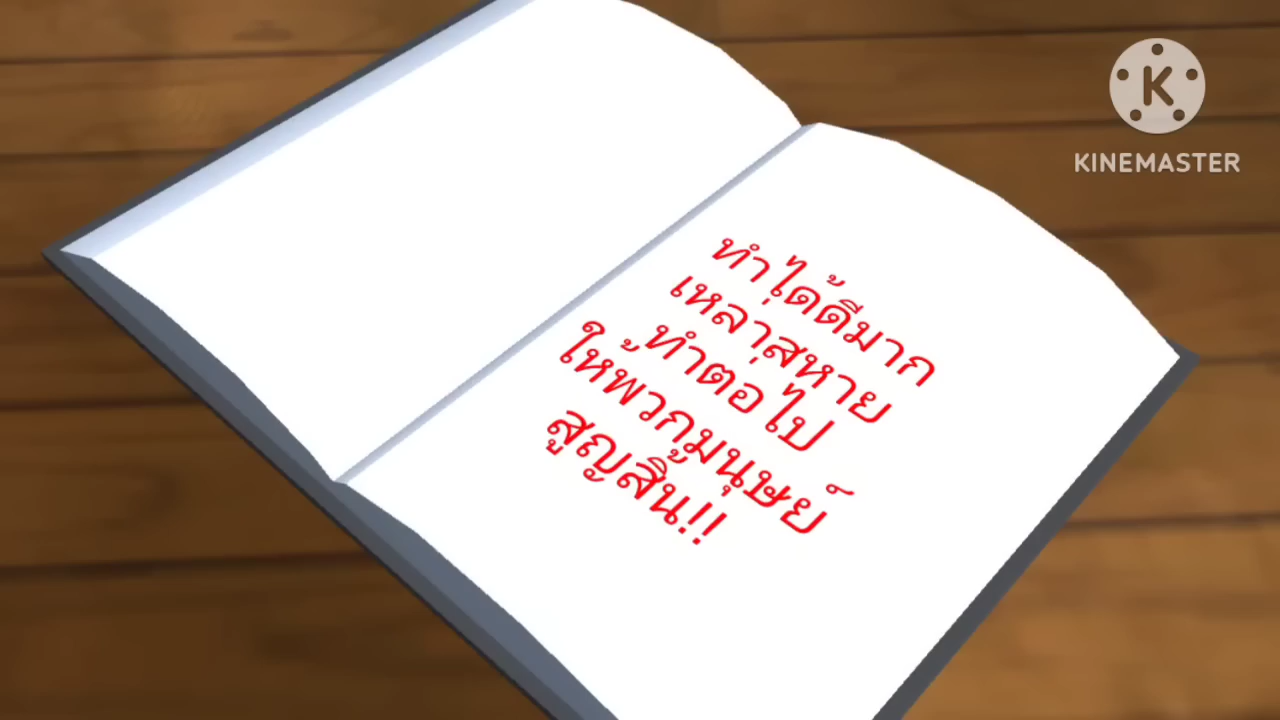 ทำได้ดีมาก
เหล่าสหาย
ทำต่อไป
ให้พวกมนุษย์
สูญสิ้น!!
K
KINEMASTER